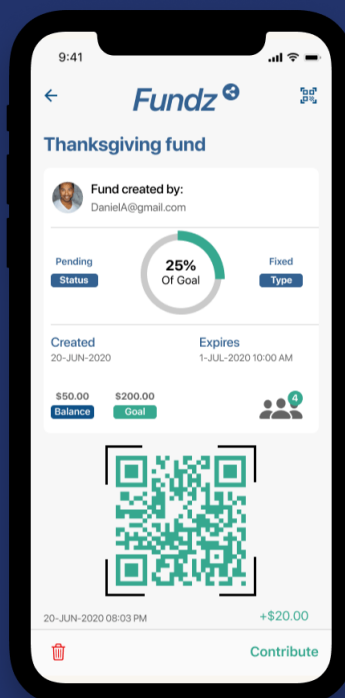 9:41
Fundz
Thanksgiving fund
Fund created by:
DanielA@gmail.com
Pending
Status
25%
Of Goal
Fixed
Type
Created
20-JUN-2020
Expires
1-JUL-2020 10:00 AM
$50.00
Balance
$200.00
Goal
4
20-JUN-2020 08:03 PM
+$20.00
Contribute